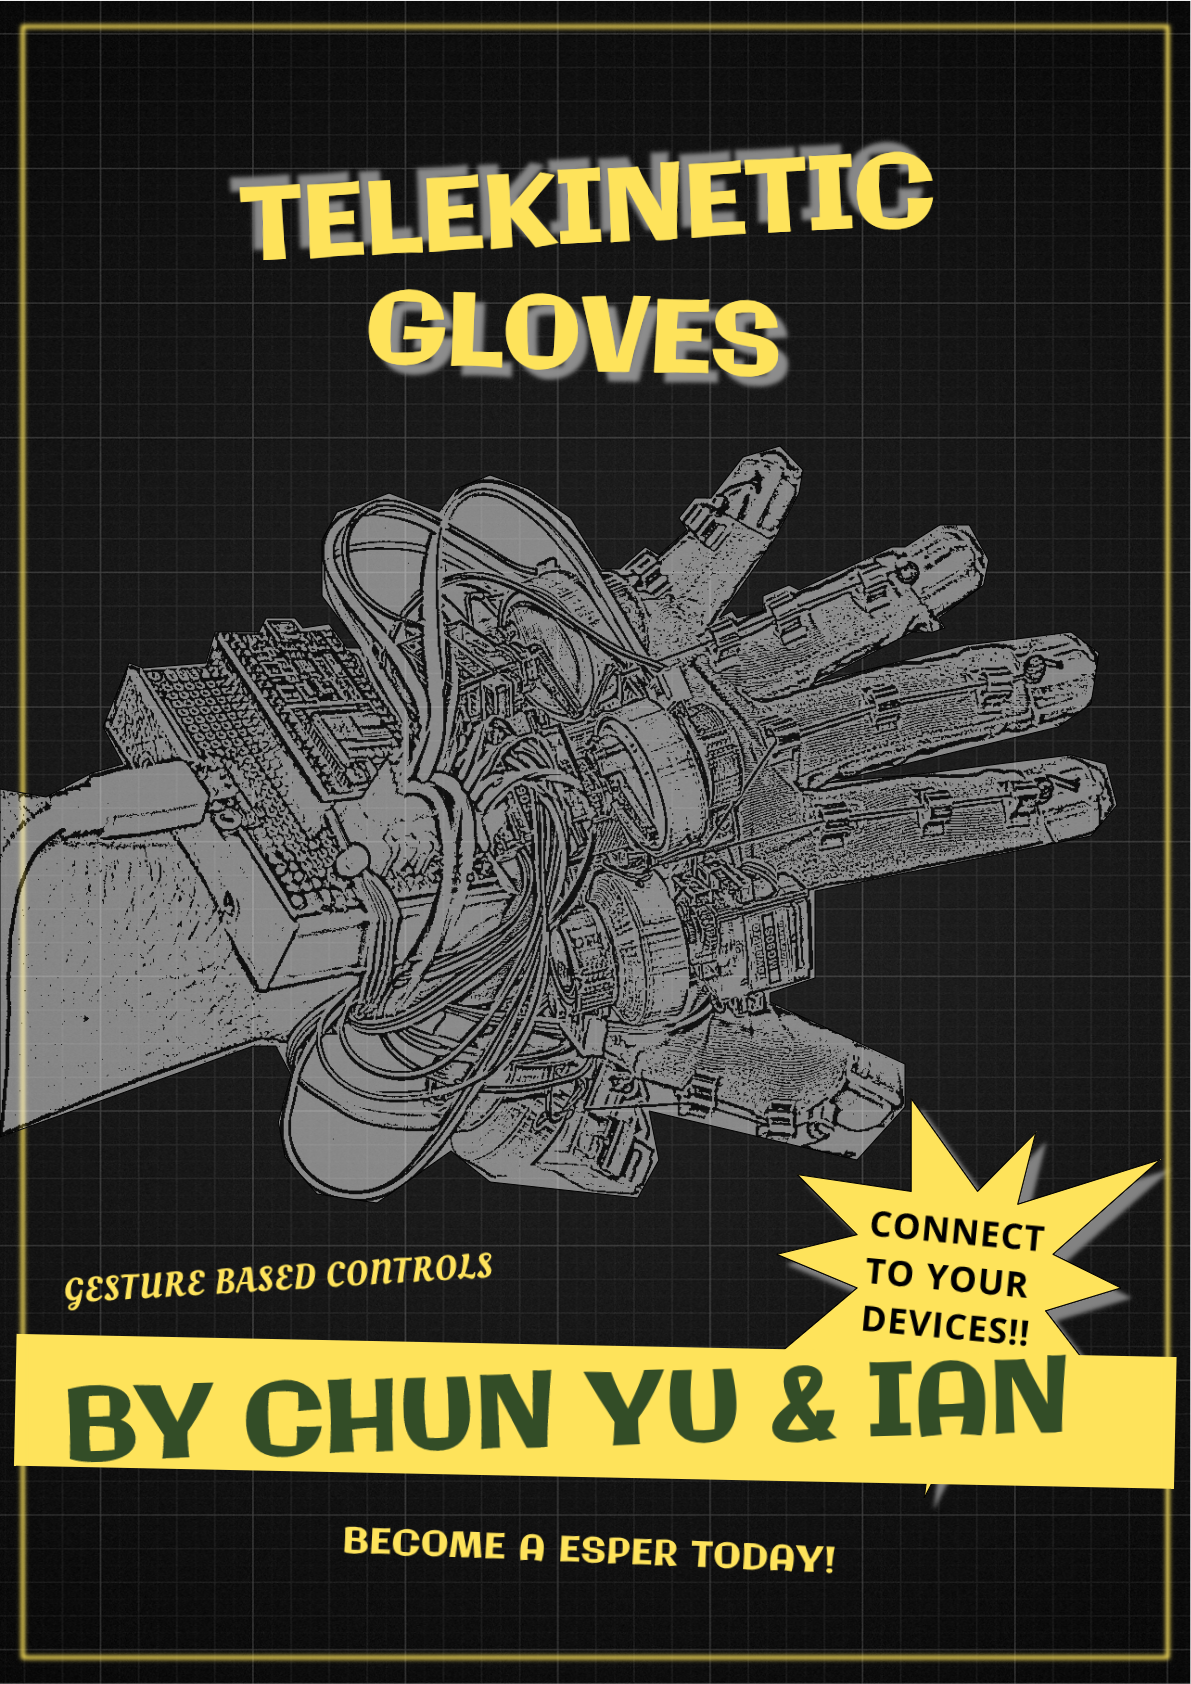 TELEKINETIC
GLOVES
GESTURE BASED CONTROLS
CONNECT
TO YOUR
DEVICES!!
BY CHUN YU & IAN
BECOME A ESPER TODAY!